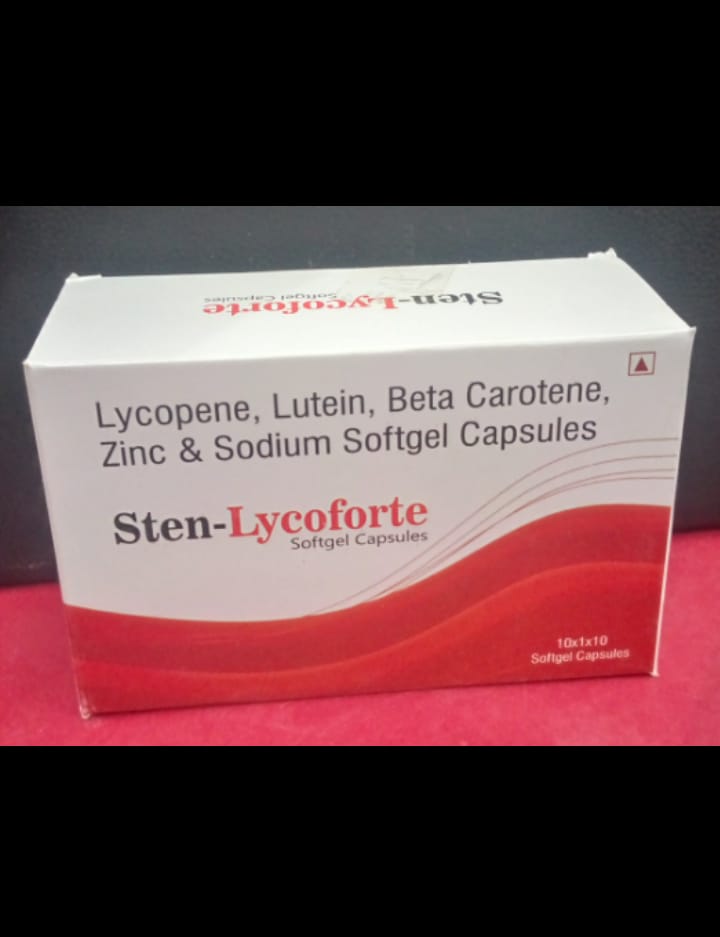 Sten-Lycoforte
Softgel Capsules
Lycopene, Lutein, Beta Carotene,
Zinc & Sodium Softgel Capsules
Sten-Lycoforte
Softgel Capsules
10x1x10
Softgel Capsules